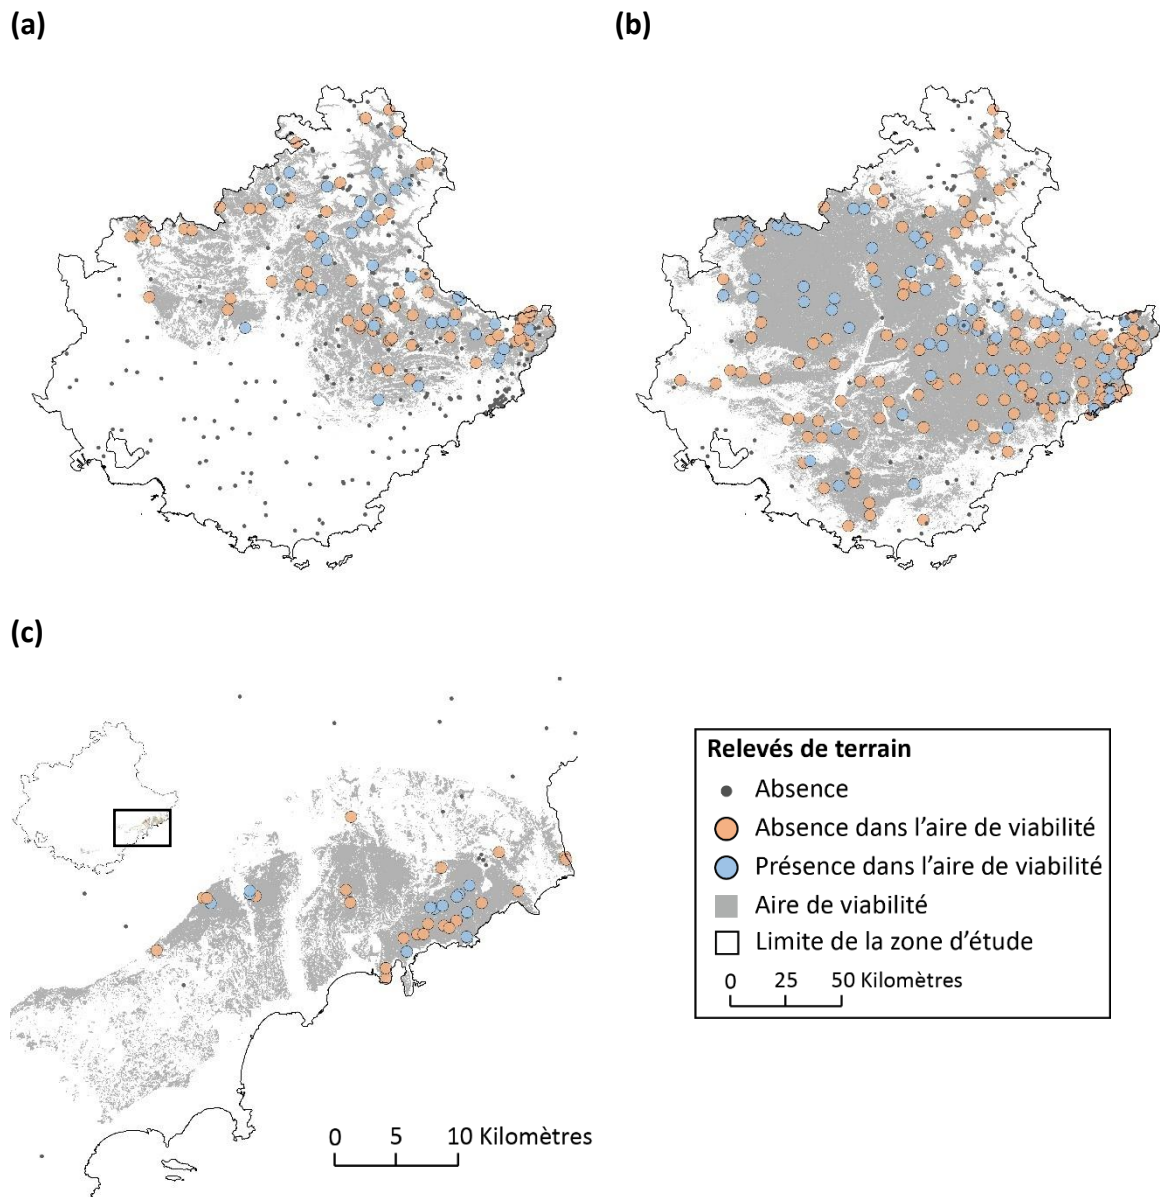 (a)
(b)
(c)
Relevés de terrain
Absence
Absence dans l'aire de viabilité
Présence dans l'aire de viabilité
Aire de viabilité
Limite de la zone d'étude
0 25 50 Kilomètres
0 5 10 Kilomètres